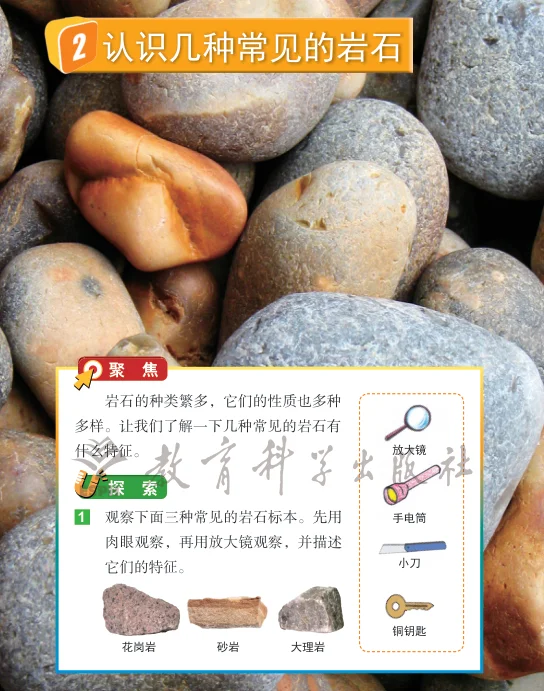 2 认识几种常见的岩石
聚 焦
岩石的种类繁多，它们的性质也多种
多样。让我们了解一下几种常见的岩石有
什么特征。
教育科学出版社
探 索
1 观察下面三种常见的岩石标本。先用
肉眼观察，再用放大镜观察，并描述
它们的特征。
花岗岩 砂岩 大理岩
放大镜
手电筒
小刀
铜钥匙